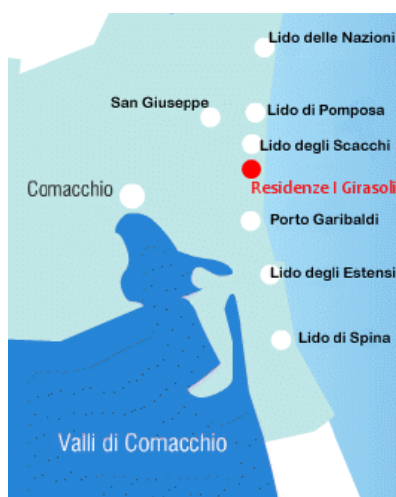 Lido delle Nazioni
San Giuseppe
Lido di Pomposa
Lido degli Scacchi
Comacchio
Residenze I Girasoli
Porto Garibaldi
Lido degli Estensi
Lido di Spina
Valli di Comacchio